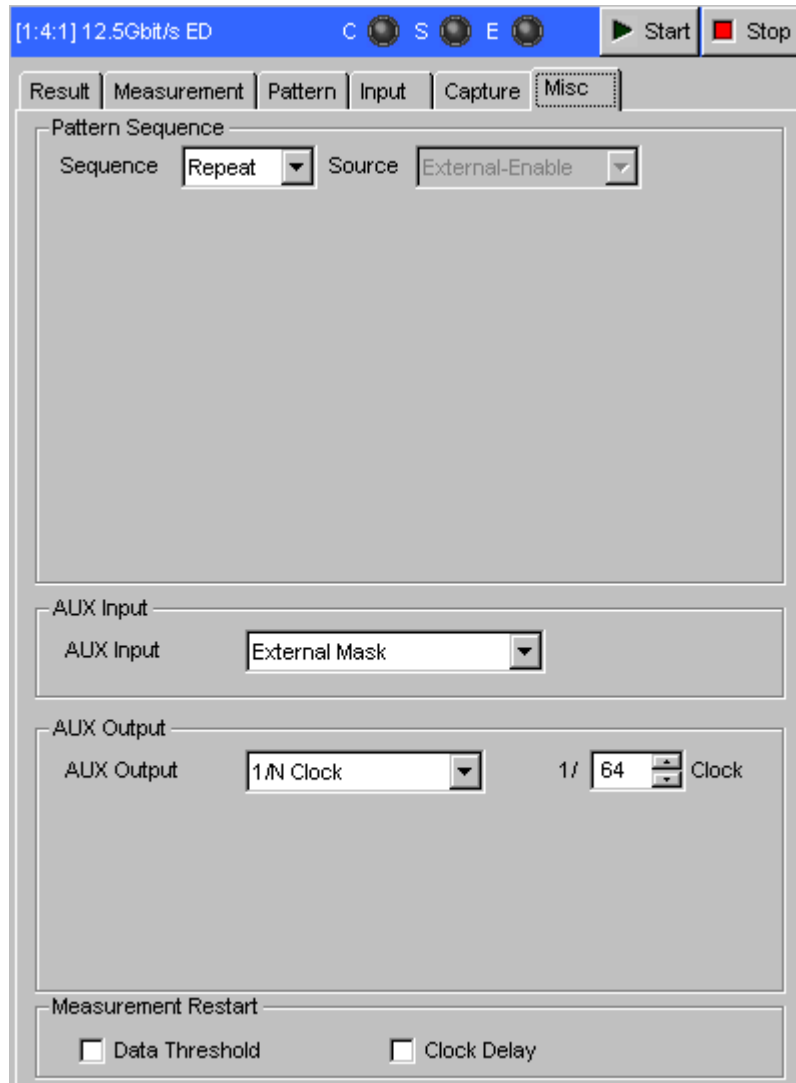 [1:4:1] 12.5Gbit/s ED C S E Start Stop
Result Measurement Pattern Input Capture Misc
Pattern Sequence
Sequence Repeat Source External-Enable
AUX Input
AUX Input External Mask
AUX Output
AUX Output 1/N Clock 1/ 64 Clock
Measurement Restart
Data Threshold Clock Delay